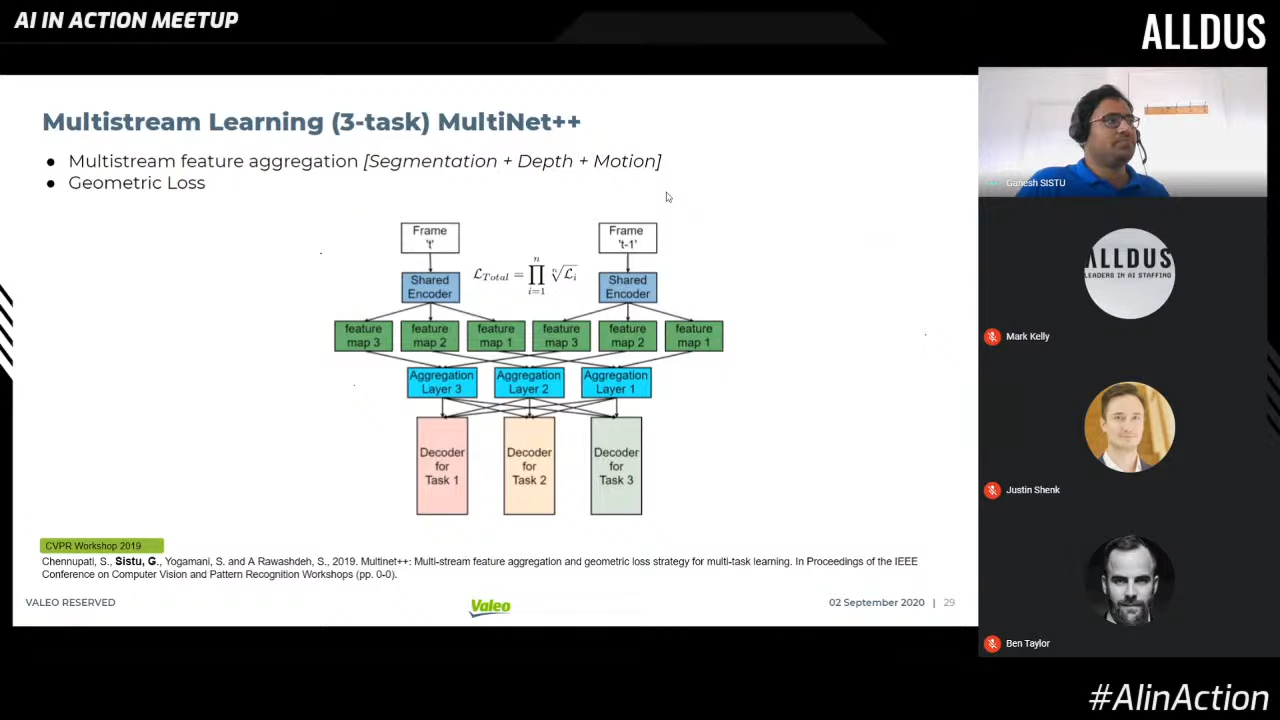 AI IN ACTION MEETUP
ALLDUS
Multistream Learning (3-task) MultiNet++
● Multistream feature aggregation [Segmentation + Depth + Motion]
● Geometric Loss
Frame
't'
Frame
't-1'
Shared
Encoder
ℒ_Total = ∏_{i=1}^{n} ⁿ√ℒ_i
Shared
Encoder
feature
map 3
feature
map 2
feature
map 1
feature
map 3
feature
map 2
feature
map 1
Aggregation
Layer 3
Aggregation
Layer 2
Aggregation
Layer 1
Decoder
for
Task 1
Decoder
for
Task 2
Decoder
for
Task 3
CVPR Workshop 2019
Chennupati, S., Sistu, G., Yogamani, S. and A Rawashdeh, S., 2019. Multinet++: Multi-stream feature aggregation and geometric loss strategy for multi-task learning. In Proceedings of the IEEE
Conference on Computer Vision and Pattern Recognition Workshops (pp. 0-0).
VALEO RESERVED
Valeo
02 September 2020 | 29
Ganesh SISTU
ALLDUS
LEADERS IN AI STAFFING
Mark Kelly
Justin Shenk
Ben Taylor
#AIinAction